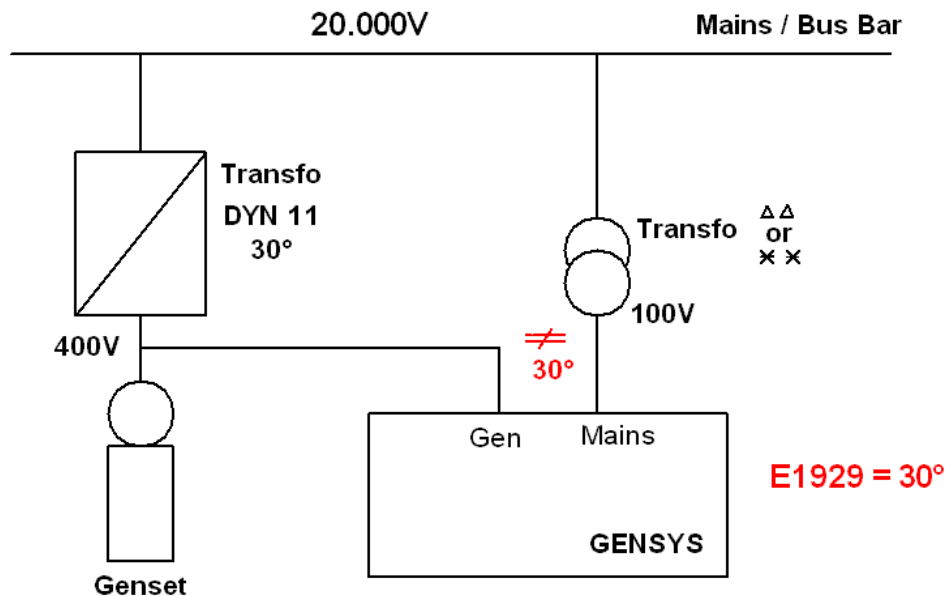 20.000V
Mains / Bus Bar
Transfo
DYN 11
30°
Transfo
Δ Δ
or
100V
400V
30°
Gen
Mains
E1929 = 30°
GENSYS
Genset